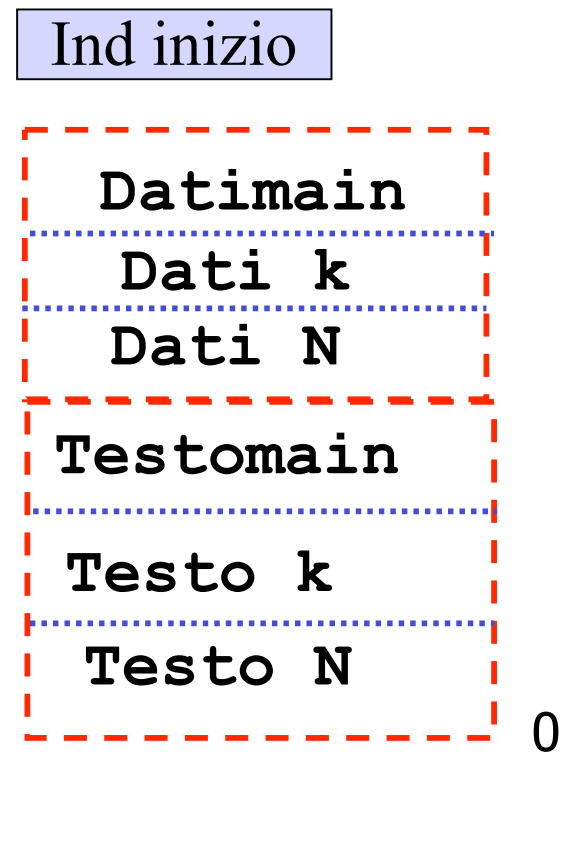 Ind inizio
Datimain
Dati k
Dati N
Testomain
Testo k
Testo N
0